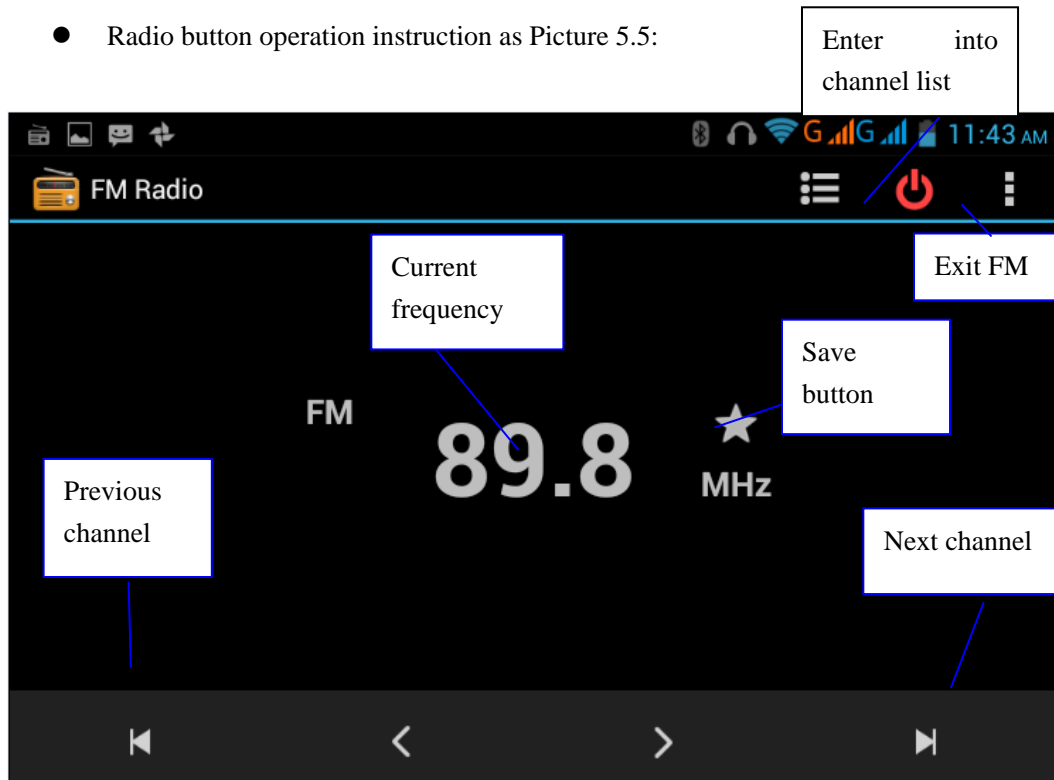 ● Radio button operation instruction as Picture 5.5:
Enter into
channel list
G G 11:43 AM
FM Radio
Exit FM
Current
frequency
Save
button
FM
89.8
MHz
Previous
channel
Next channel